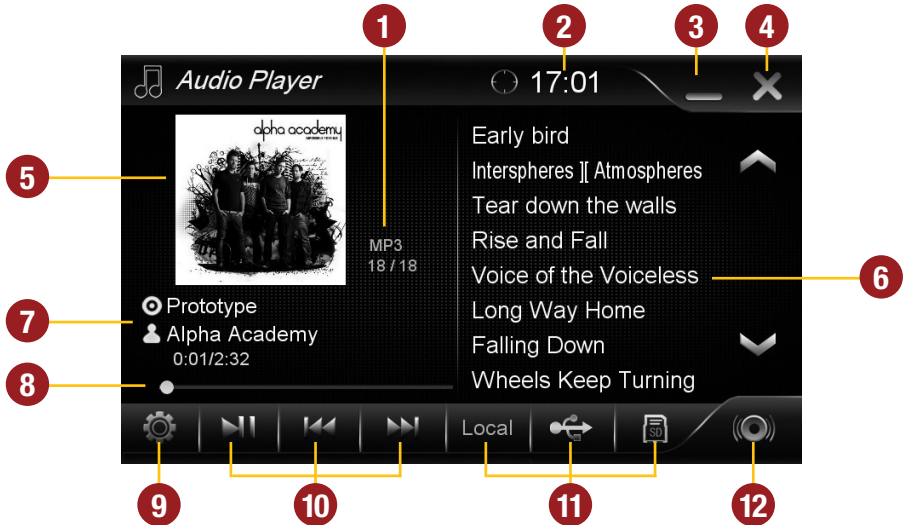 1
2
3
4
Audio Player
17:01
5
alpha academy
MP3
18 / 18
Early bird
Interspheres ][ Atmospheres
Tear down the walls
Rise and Fall
Voice of the Voiceless
6
Long Way Home
Falling Down
Wheels Keep Turning
7
Prototype
Alpha Academy
0:01/2:32
8
Local
SD
9
10
11
12